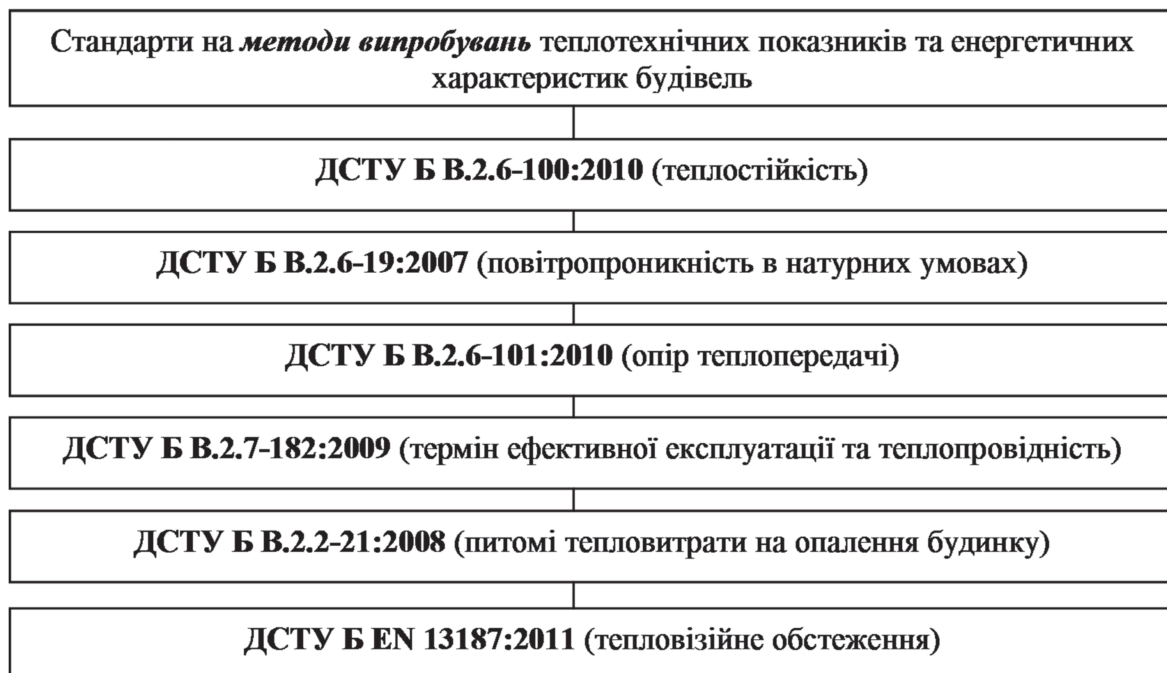 Стандарти на методи випробувань теплотехнічних показників та енергетичних
характеристик будівель
ДСТУ Б В.2.6-100:2010 (теплостійкість)
ДСТУ Б В.2.6-19:2007 (повітропроникність в натурних умовах)
ДСТУ Б В.2.6-101:2010 (опір теплопередачі)
ДСТУ Б В.2.7-182:2009 (термін ефективної експлуатації та теплопровідність)
ДСТУ Б В.2.2-21:2008 (питомі тепловитрати на опалення будинку)
ДСТУ Б EN 13187:2011 (тепловізійне обстеження)